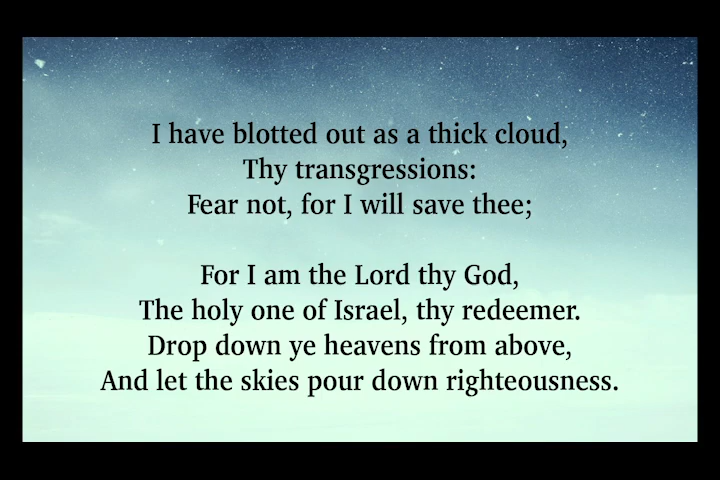 I have blotted out as a thick cloud,
Thy transgressions:
Fear not, for I will save thee;
For I am the Lord thy God,
The holy one of Israel, thy redeemer.
Drop down ye heavens from above,
And let the skies pour down righteousness.